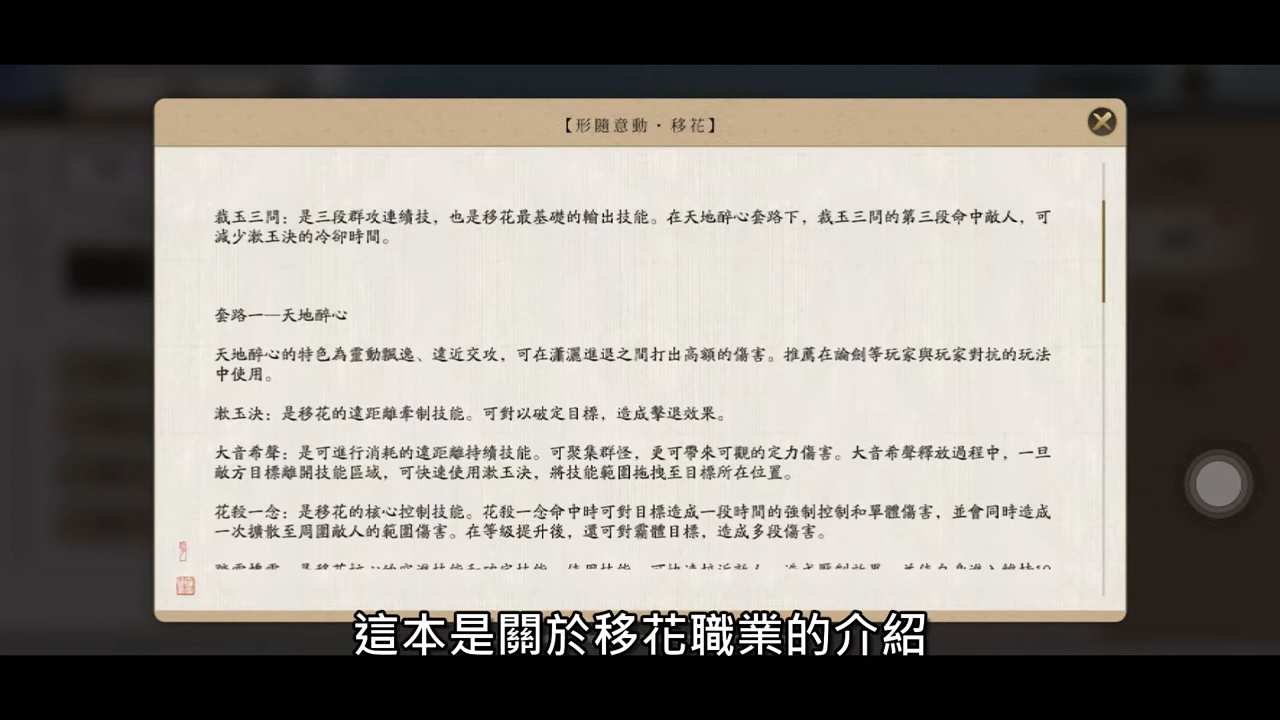 【形隨意動·移花】
裁玉三問：是三段群攻連續技，也是移花最基礎的輸出技能。在天地醉心套路下，裁玉三問的第三段命中敵人，可
減少漱玉決的冷卻時間。
套路一—天地醉心
天地醉心的特色為靈動飄逸、遠近交攻，可在瀟灑進退之間打出高額的傷害。推薦在論劍等玩家與玩家對抗的玩法
中使用。
漱玉決：是移花的遠距離牽制技能。可對以破定目標，造成擊退效果。
大音希聲：是可進行消耗的遠距離持續技能。可聚集群怪，更可帶來可觀的定力傷害。大音希聲釋放過程中，一旦
敵方目標離開技能區域，可快速使用漱玉決，將技能範圍拖拽至目標所在位置。
花殺一念：是移花的核心控制技能。花殺一念命中時可對目標造成一段時間的強制控制和單體傷害，並會同時造成
一次擴散至周圍敵人的範圍傷害。在等級提升後，還可對霸體目標，造成多段傷害。
這本是關於移花職業的介紹